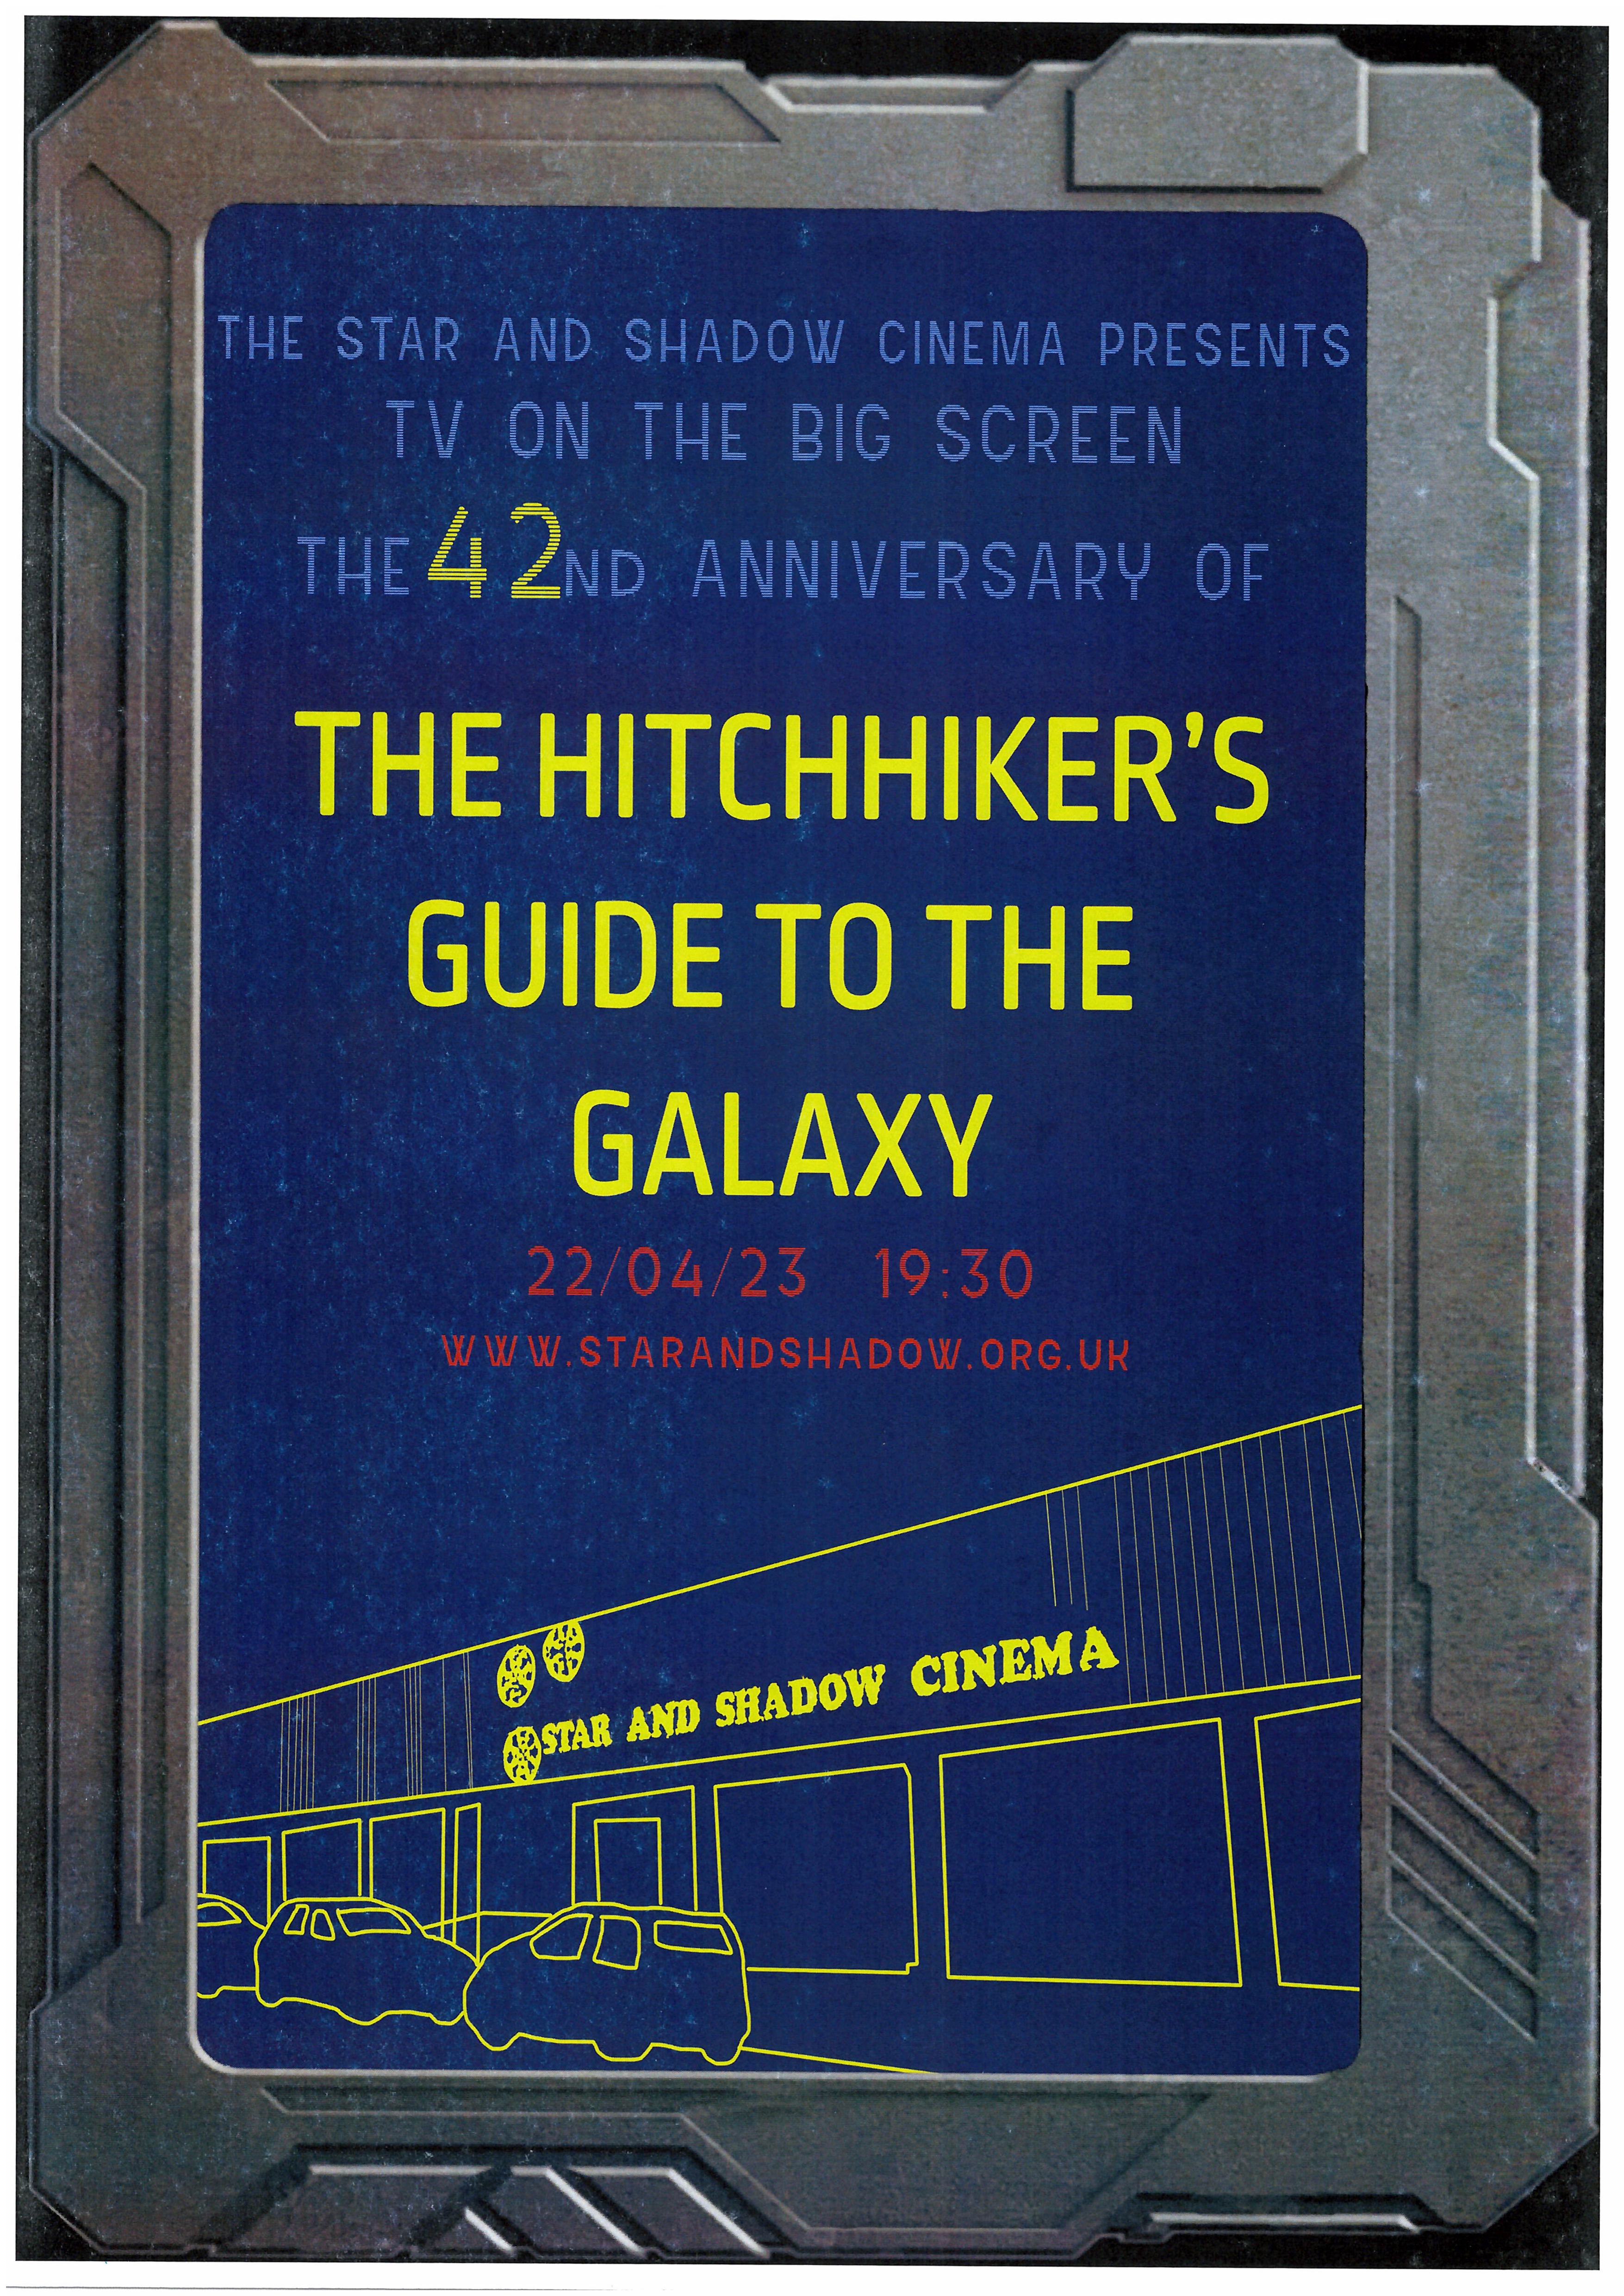 THE STAR AND SHADOW CINEMA PRESENTS
TV ON THE BIG SCREEN
THE 42ND ANNIVERSARY OF
THE HITCHHIKER'S
GUIDE TO THE
GALAXY
22/04/23 19:30
WWW.STARANDSHADOW.ORG.UK
STAR AND SHADOW CINEMA